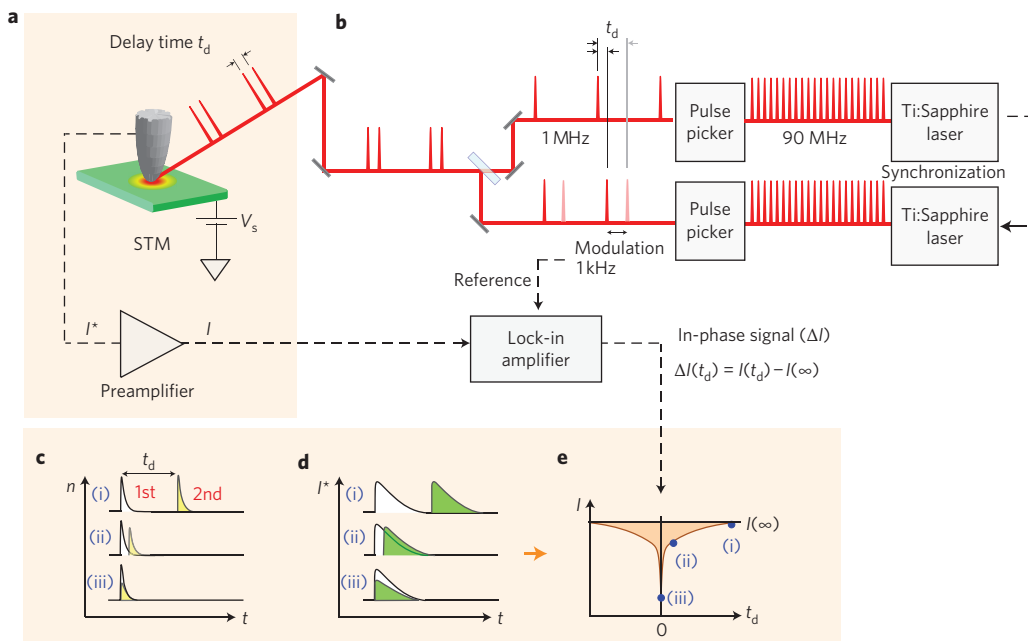 a
Delay time t_d
STM
V_s
I*
I
Preamplifier
b
t_d
1 MHz
Pulse
picker
90 MHz
Ti:Sapphire
laser
Synchronization
Pulse
picker
Ti:Sapphire
laser
Modulation
1kHz
Reference
Lock-in
amplifier
In-phase signal (ΔI)
ΔI(t_d) = I(t_d) − I(∞)
c
t_d
n
(i)
1st
2nd
(ii)
(iii)
t
d
I*
(i)
(ii)
(iii)
t
e
I
I(∞)
(i)
(ii)
(iii)
0
t_d